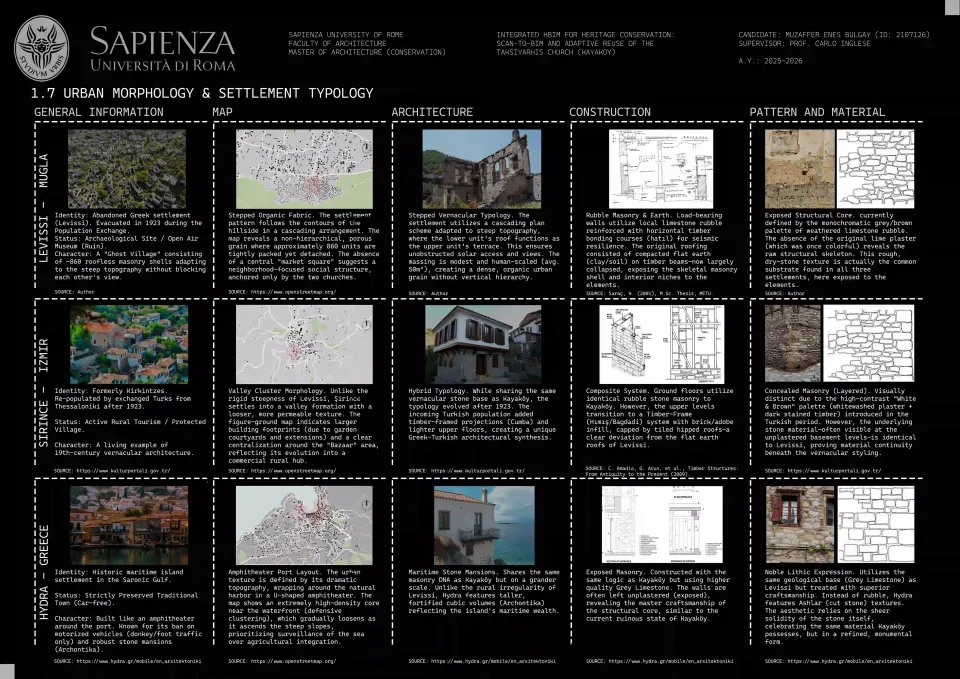 SAPIENZA
UNIVERSITÀ DI ROMA
STUDIUM URBIS
SAPIENZA UNIVERSITY OF ROME
FACULTY OF ARCHITECTURE
MASTER OF ARCHITECTURE (CONSERVATION)
INTEGRATED HBIM FOR HERITAGE CONSERVATION:
SCAN-TO-BIM AND ADAPTIVE REUSE OF THE
TAKSIYARHIS CHURCH (KAYAKÖY)
CANDIDATE: MUZAFFER ENES BULGAY (ID: 2107126)
SUPERVISOR: PROF. CARLO INGLESE
A.Y.: 2025-2026
1.7 URBAN MORPHOLOGY & SETTLEMENT TYPOLOGY
GENERAL INFORMATION
MAP
ARCHITECTURE
CONSTRUCTION
PATTERN AND MATERIAL
LEVISSI - MUGLA
Identity: Abandoned Greek settlement
(Levissi). Evacuated in 1923 during the
Population Exchange.
Status: Archaeological Site / Open Air
Museum (Ruin).
Character: A "Ghost Village" consisting
of ~860 roofless masonry shells adapting
to the steep topography without blocking
each other's view.
SOURCE: Author
Stepped Organic Fabric. The settlement
pattern follows the contours of the
hillside in a cascading arrangement. The
map reveals a non-hierarchical, porous
grain where approximately 860 units are
tightly packed yet detached. The absence
of a central "market square" suggests a
neighborhood-focused social structure,
anchored only by the two churches.
SOURCE: https://www.openstreetmap.org/
Stepped Vernacular Typology. The
settlement utilizes a cascading plan
scheme adapted to steep topography,
where the lower unit's roof functions as
the upper unit's terrace. This ensures
unobstructed solar access and views. The
massing is modest and human-scaled (avg.
50m²), creating a dense, organic urban
grain without vertical hierarchy.
SOURCE: Author
Rubble Masonry & Earth. Load-bearing
walls utilize local limestone rubble
reinforced with horizontal timber
bonding courses (hatıl) for seismic
resilience. The original roofing
consisted of compacted flat earth
(clay/soil) on timber beams—now largely
collapsed, exposing the skeletal masonry
shell and interior niches to the
elements.
SOURCE: Saraç, H. (2001), M.Sc. Thesis, METU
Exposed Structural Core. currently
defined by the monochromatic grey/brown
palette of weathered limestone rubble.
The absence of the original lime plaster
(Which was once colorful) reveals the
raw structural skeleton. This rough,
dry-stone texture is actually the common
substrate found in all three
settlements, here exposed to the
elements.
SOURCE: Author
SIRINCE - IZMIR
Identity: Formerly Kirkintzes.
Re-populated by exchanged Turks from
Thessaloniki after 1923.
Status: Active Rural Tourism / Protected
Village.
Character: A living example of
19th-century vernacular architecture.
SOURCE: https://www.kulturportali.gov.tr/
Valley Cluster Morphology. Unlike the
rigid steepness of Levissi, Şirince
settles into a valley formation with a
looser, more permeable texture. The
figure-ground map indicates larger
building footprints (due to garden
courtyards and extensions) and a clear
centralization around the "Bazaar" area,
reflecting its evolution into a
commercial rural hub.
SOURCE: https://www.openstreetmap.org/
Hybrid Typology. While sharing the same
vernacular stone base as Kayaköy, the
typology evolved after 1923. The
incoming Turkish population added
timber-framed projections (Cumba) and
lighter upper floors, creating a unique
Greek-Turkish architectural synthesis.
SOURCE: https://www.kulturportali.gov.tr/
Composite System. Ground floors utilize
identical rubble stone masonry to
Kayaköy. However, the upper levels
transition to a Timber-Frame
(Hımış/Bağdadi) system with brick/adobe
infill, capped by tiled hipped roofs—a
clear deviation from the flat earth
roofs of Levissi.
SOURCE: C. Amadio, G. Arun, et al., Timber Structures:
From Antiquity to the Present (2009).
Concealed Masonry (Layered). Visually
distinct due to the high-contrast "White
& Brown" palette (whitewashed plaster +
dark stained timber) introduced in the
Turkish period. However, the underlying
stone material—often visible at the
unplastered basement levels—is identical
to Levissi, proving material continuity
beneath the vernacular styling.
SOURCE: https://www.kulturportali.gov.tr/
HYDRA - GREECE
Identity: Historic maritime island
settlement in the Saronic Gulf.
Status: Strictly Preserved Traditional
Town (Car-free).
Character: Built like an amphitheater
around the port. Known for its ban on
motorized vehicles (donkey/foot traffic
only) and robust stone mansions
(Archontika).
SOURCE: https://www.hydra.gr/mobile/en_arxitektoniki
Amphitheater Port Layout. The urban
texture is defined by its dramatic
topography, wrapping around the natural
harbor in a U-shaped amphitheater. The
map shows an extremely high-density core
near the waterfront (defensive
clustering), which gradually loosens as
it ascends the steep slopes,
prioritizing surveillance of the sea
over agricultural integration.
SOURCE: https://www.openstreetmap.org/
Maritime Stone Mansions. Shares the same
masonry DNA as Kayaköy but on a grander
scale. Unlike the rural irregularity of
Levissi, Hydra features taller,
fortified cubic volumes (Archontika)
reflecting the island's maritime wealth.
SOURCE: https://www.hydra.gr/mobile/en_arxitektoniki
Exposed Masonry. Constructed with the
same logic as Kayaköy but using higher
quality Grey Limestone. The walls are
often left unplastered (exposed),
revealing the master craftsmanship of
the structural core, similar to the
current ruinous state of Kayaköy.
SOURCE: https://www.hydra.gr/mobile/en_arxitektoniki
Noble Lithic Expression. Utilizes the
same geological base (Grey Limestone) as
Levissi but treated with superior
craftsmanship. Instead of rubble, Hydra
features Ashlar (cut stone) textures.
The aesthetic relies on the sheer
solidity of the stone itself,
celebrating the same material Kayaköy
possesses, but in a refined, monumental
form.
SOURCE: https://www.hydra.gr/mobile/en_arxitektoniki